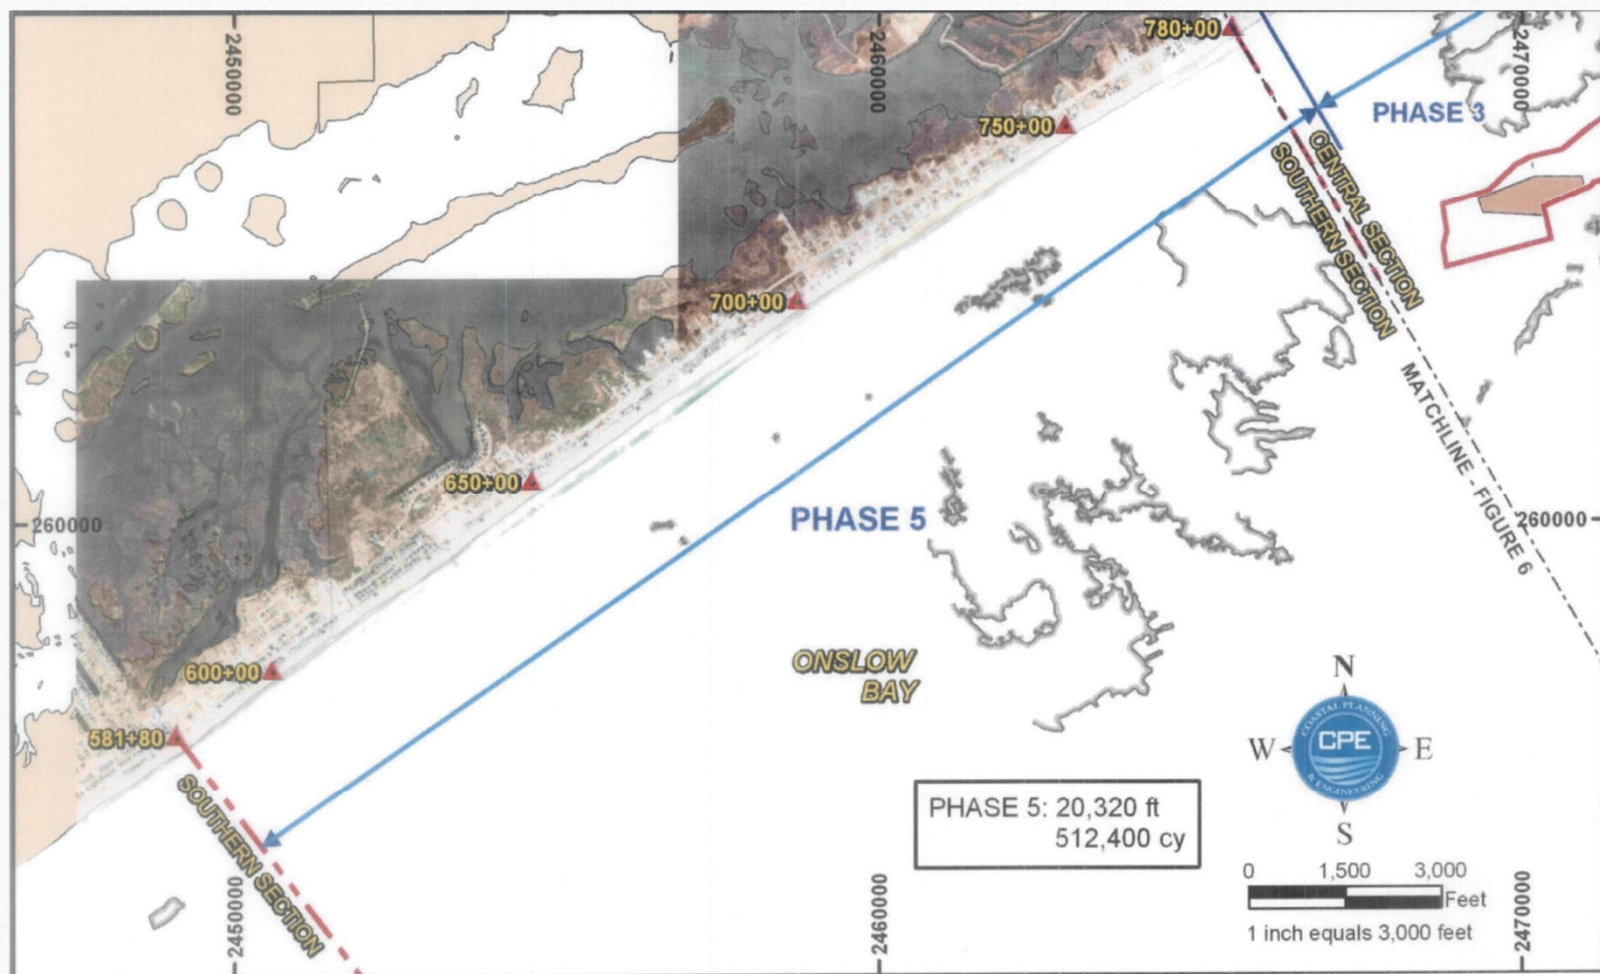 2450000
2460000
2470000
780+00
750+00
PHASE 3
CENTRAL SECTION
SOUTHERN SECTION
700+00
MATCHLINE - FIGURE 6
650+00
260000
PHASE 5
260000
600+00
ONSLOW
BAY
581+80
SOUTHERN SECTION
N
W
E
S
COASTAL PLANNING
CPE
& ENGINEERING
PHASE 5: 20,320 ft
512,400 cy
0 1,500 3,000
Feet
1 inch equals 3,000 feet
2450000
2460000
2470000